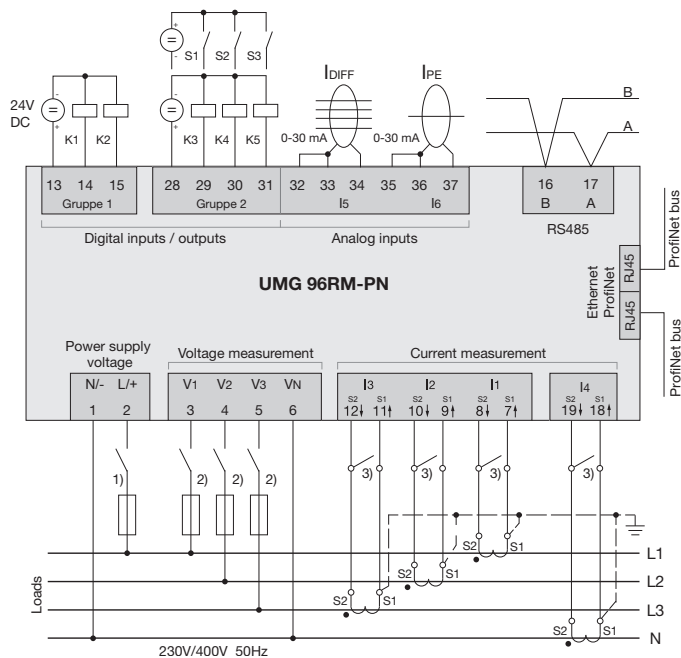 S1 S2 S3
IDIFF IPE
24V
DC
K1 K2 K3 K4 K5
0-30 mA 0-30 mA
B
A
13 14 15 28 29 30 31 32 33 34 35 36 37 16 17
Gruppe 1 Gruppe 2 I5 I6 B A
Digital inputs / outputs Analog inputs RS485
ProfiNet bus
UMG 96RM-PN
Ethernet
ProfiNet
RJ45
RJ45
ProfiNet bus
Power supply
voltage
Voltage measurement Current measurement
N/- L/+ V1 V2 V3 VN I3 I2 I1 I4
S2 S1 S2 S1 S2 S1 S2 S1
1 2 3 4 5 6 12↓ 11↑ 10↓ 9↑ 8↓ 7↑ 19↓ 18↑
1) 2) 2) 2) 3) 3) 3) 3)
S2 S1
L1
S2 S1
L2
S2 S1
L3
S2 S1
N
Loads
230V/400V 50Hz